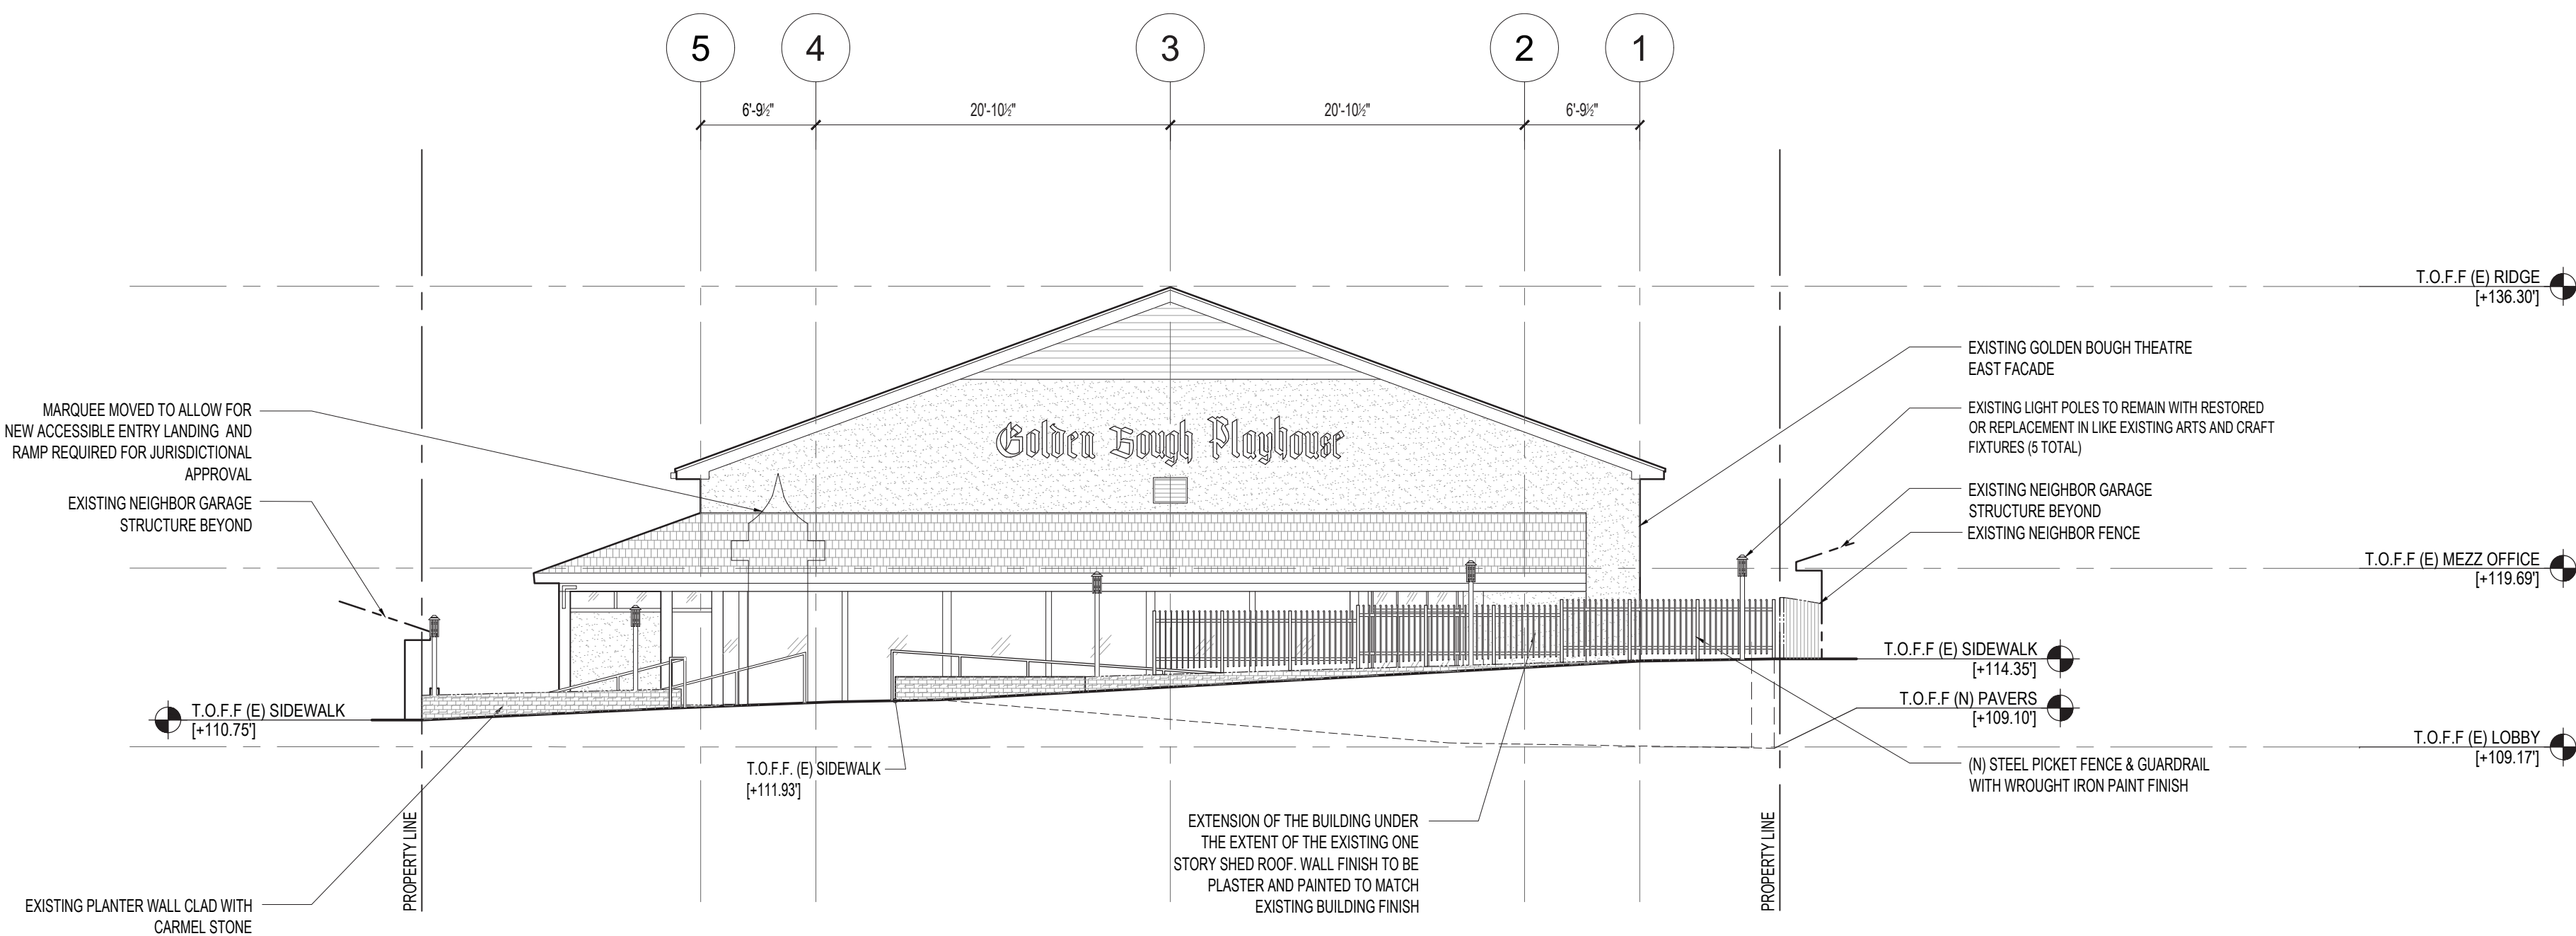 5
4
3
2
1
6'-9½"
20'-10½"
20'-10½"
6'-9½"
T.O.F.F (E) RIDGE
[+136.30']
EXISTING GOLDEN BOUGH THEATRE
EAST FACADE
MARQUEE MOVED TO ALLOW FOR
NEW ACCESSIBLE ENTRY LANDING AND
RAMP REQUIRED FOR JURISDICTIONAL
APPROVAL
EXISTING LIGHT POLES TO REMAIN WITH RESTORED
OR REPLACEMENT IN LIKE EXISTING ARTS AND CRAFT
FIXTURES (5 TOTAL)
Golden Bough Playhouse
EXISTING NEIGHBOR GARAGE
STRUCTURE BEYOND
EXISTING NEIGHBOR GARAGE
STRUCTURE BEYOND
EXISTING NEIGHBOR FENCE
T.O.F.F (E) MEZZ OFFICE
[+119.69']
T.O.F.F (E) SIDEWALK
[+114.35']
T.O.F.F (N) PAVERS
[+109.10']
T.O.F.F (E) SIDEWALK
[+110.75']
T.O.F.F (E) LOBBY
[+109.17']
T.O.F.F. (E) SIDEWALK
[+111.93']
(N) STEEL PICKET FENCE & GUARDRAIL
WITH WROUGHT IRON PAINT FINISH
PROPERTY LINE
EXTENSION OF THE BUILDING UNDER
THE EXTENT OF THE EXISTING ONE
STORY SHED ROOF. WALL FINISH TO BE
PLASTER AND PAINTED TO MATCH
EXISTING BUILDING FINISH
PROPERTY LINE
EXISTING PLANTER WALL CLAD WITH
CARMEL STONE